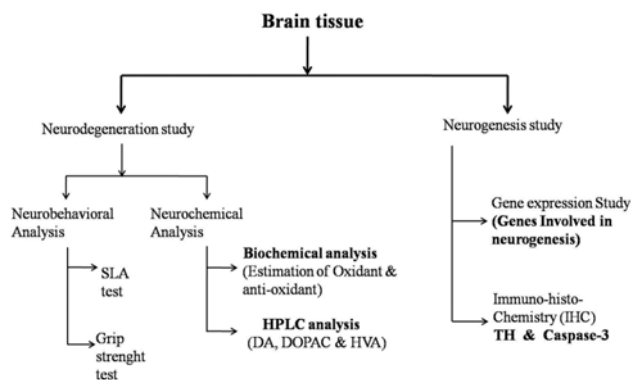 Brain tissue
Neurodegeneration study
Neurogenesis study
Neurobehavioral
Analysis
Neurochemical
Analysis
SLA
test
Grip
strenght
test
Biochemical analysis
(Estimation of Oxidant &
anti-oxidant)
HPLC analysis
(DA, DOPAC & HVA)
Gene expression Study
(Genes Involved in
neurogenesis)
Immuno-histo-
Chemistry (IHC)
TH & Caspase-3